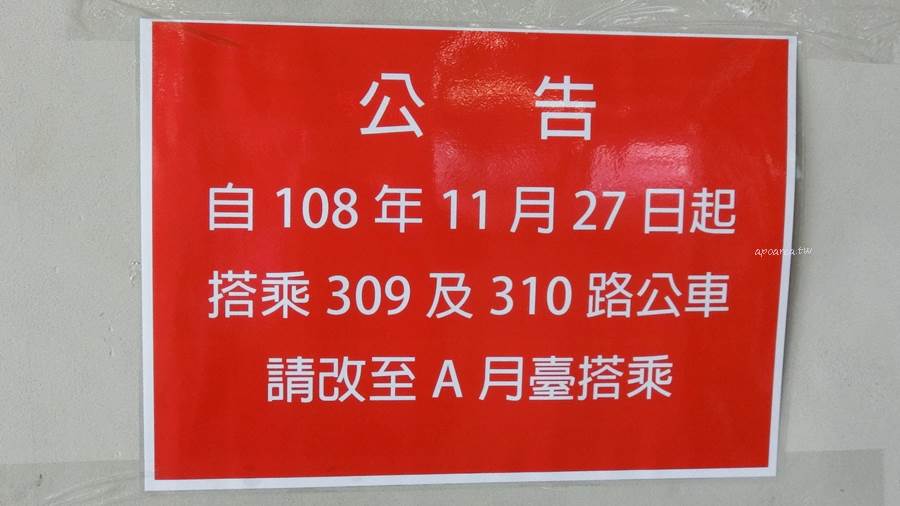 公告
自 108 年 11 月 27 日起
apoarea.tw
搭乘 309 及 310 路公車
請改至 A 月臺搭乘